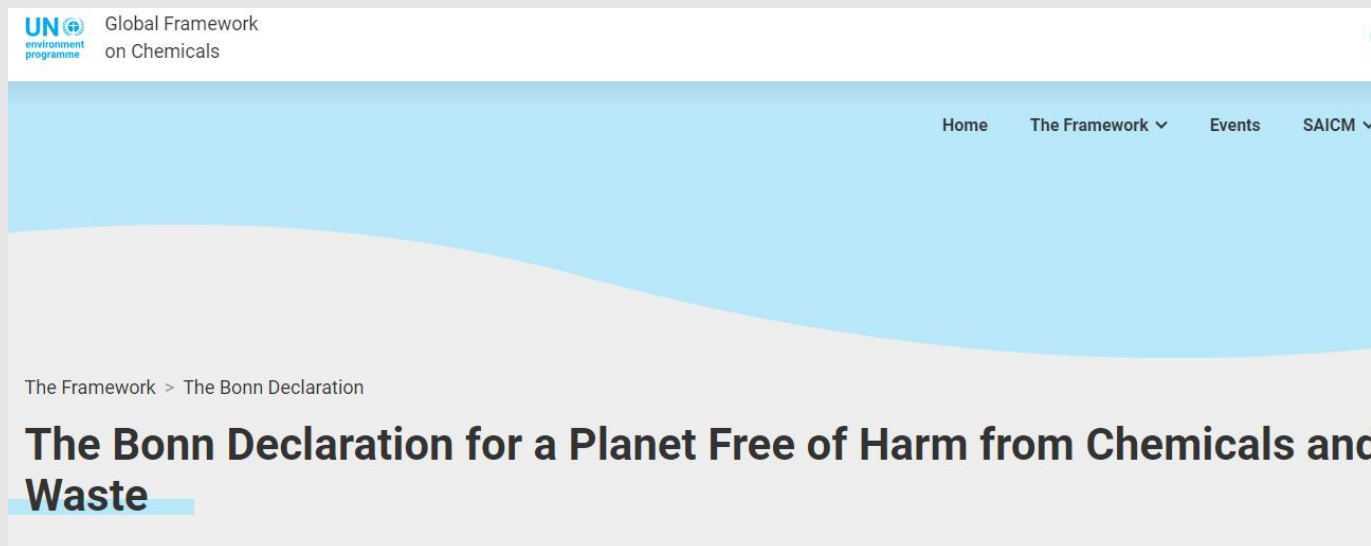 UN
environment
programme
Global Framework
on Chemicals
Home The Framework Events SAICM
The Framework > The Bonn Declaration
The Bonn Declaration for a Planet Free of Harm from Chemicals and
Waste